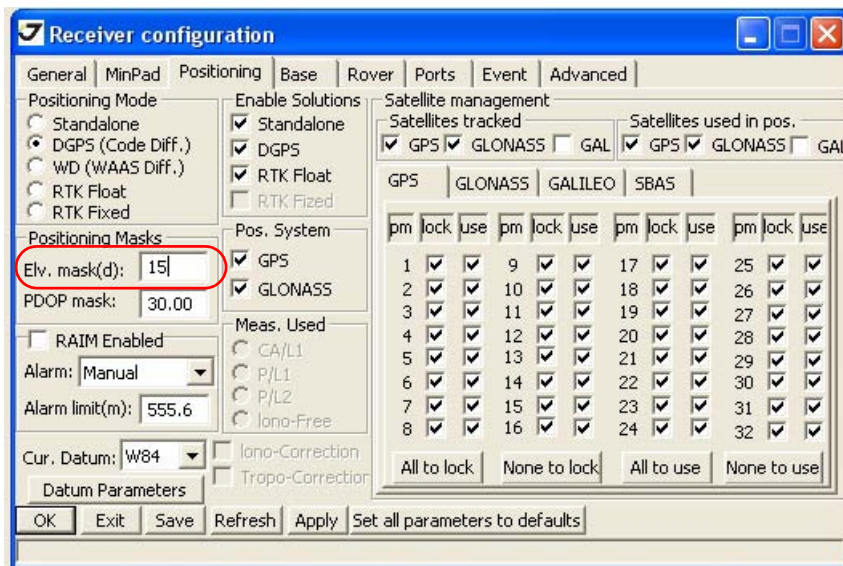 Receiver configuration
General MinPad Positioning Base Rover Ports Event Advanced
Positioning Mode
Standalone
DGPS (Code Diff.)
WD (WAAS Diff.)
RTK Float
RTK Fixed
Enable Solutions
Standalone
DGPS
RTK Float
RTK Fized
Positioning Masks
Elv. mask(d): 15
PDOP mask: 30.00
Pos. System
GPS
GLONASS
RAIM Enabled
Alarm: Manual
Alarm limit(m): 555.6
Meas. Used
CA/L1
P/L1
P/L2
Iono-Free
Cur. Datum: W84
Datum Parameters
Iono-Correction
Tropo-Correction
Satellite management
Satellites tracked
GPS GLONASS GAL
Satellites used in pos.
GPS GLONASS GAL
GPS GLONASS GALILEO SBAS
pm lock use pm lock use pm lock use pm lock use
1 9 17 25
2 10 18 26
3 11 19 27
4 12 20 28
5 13 21 29
6 14 22 30
7 15 23 31
8 16 24 32
All to lock None to lock All to use None to use
OK Exit Save Refresh Apply Set all parameters to defaults